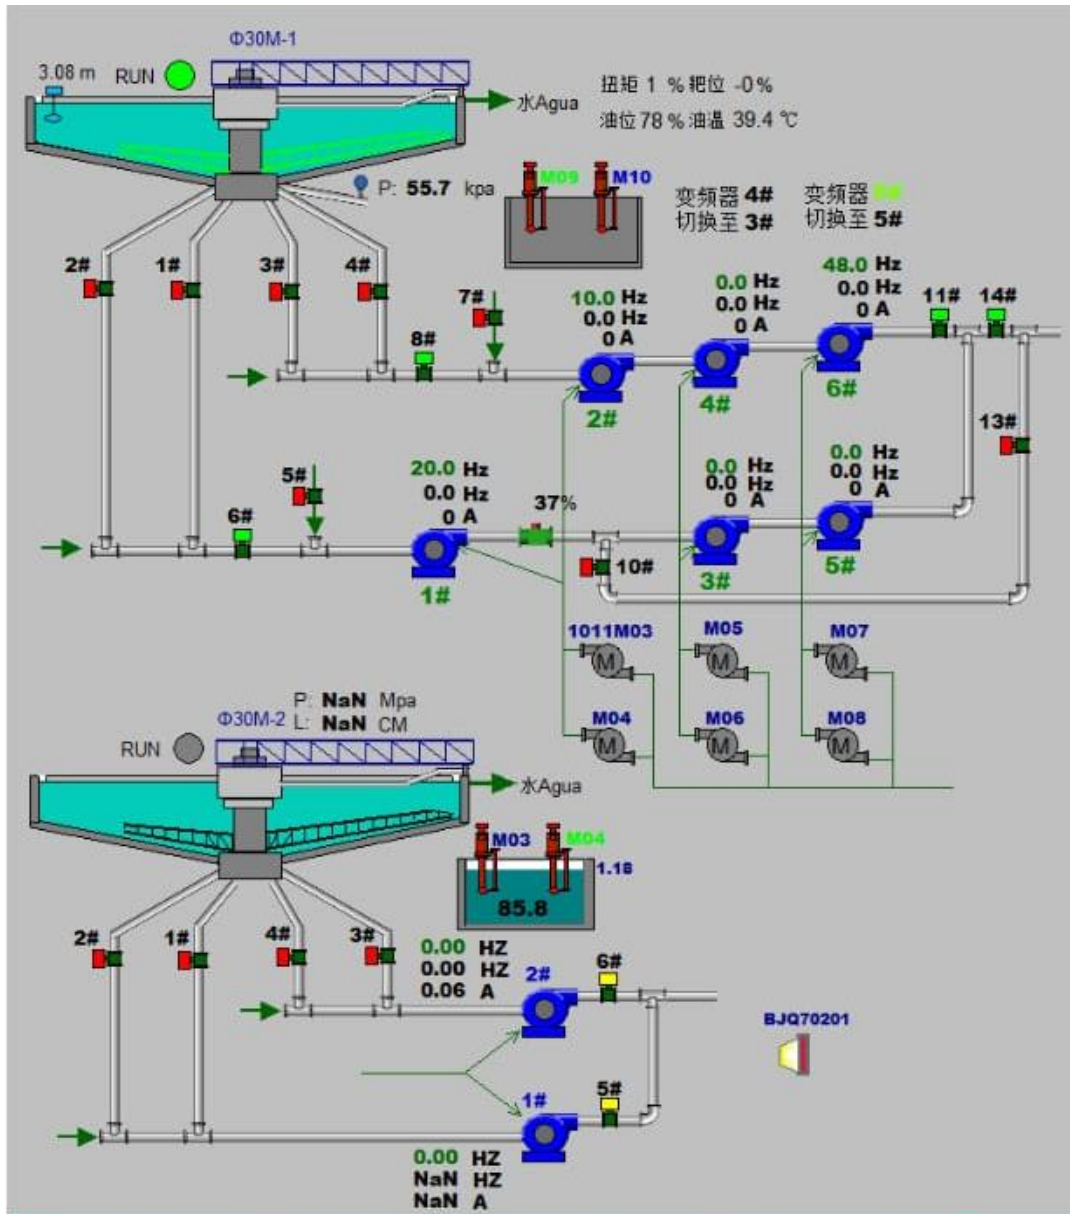 Φ30M-1
3.08 m
RUN
水Agua
扭矩 1 % 耙位 -0%
油位 78 % 油温 39.4 ℃
P: 55.7 kpa
M09
M10
变频器 4#
切换至 3#
变频器
切换至 5#
2#
1#
3#
4#
7#
8#
10.0 Hz
0.0 Hz
0 A
0.0 Hz
0.0 Hz
0 A
48.0 Hz
0.0 Hz
0 A
11#
14#
2#
4#
6#
13#
5#
6#
20.0 Hz
0.0 Hz
0 A
37%
0.0 Hz
0.0 Hz
0 A
0.0 Hz
0.0 Hz
0 A
10#
1#
3#
5#
1011M03
M05
M07
M
M
M
M04
M06
M08
M
M
M
P: NaN Mpa
L: NaN CM
Φ30M-2
RUN
水Agua
M03
M04
1.18
85.8
2#
1#
4#
3#
0.00 HZ
0.00 HZ
0.06 A
2#
6#
BJQ70201
1#
5#
0.00 HZ
NaN HZ
NaN A